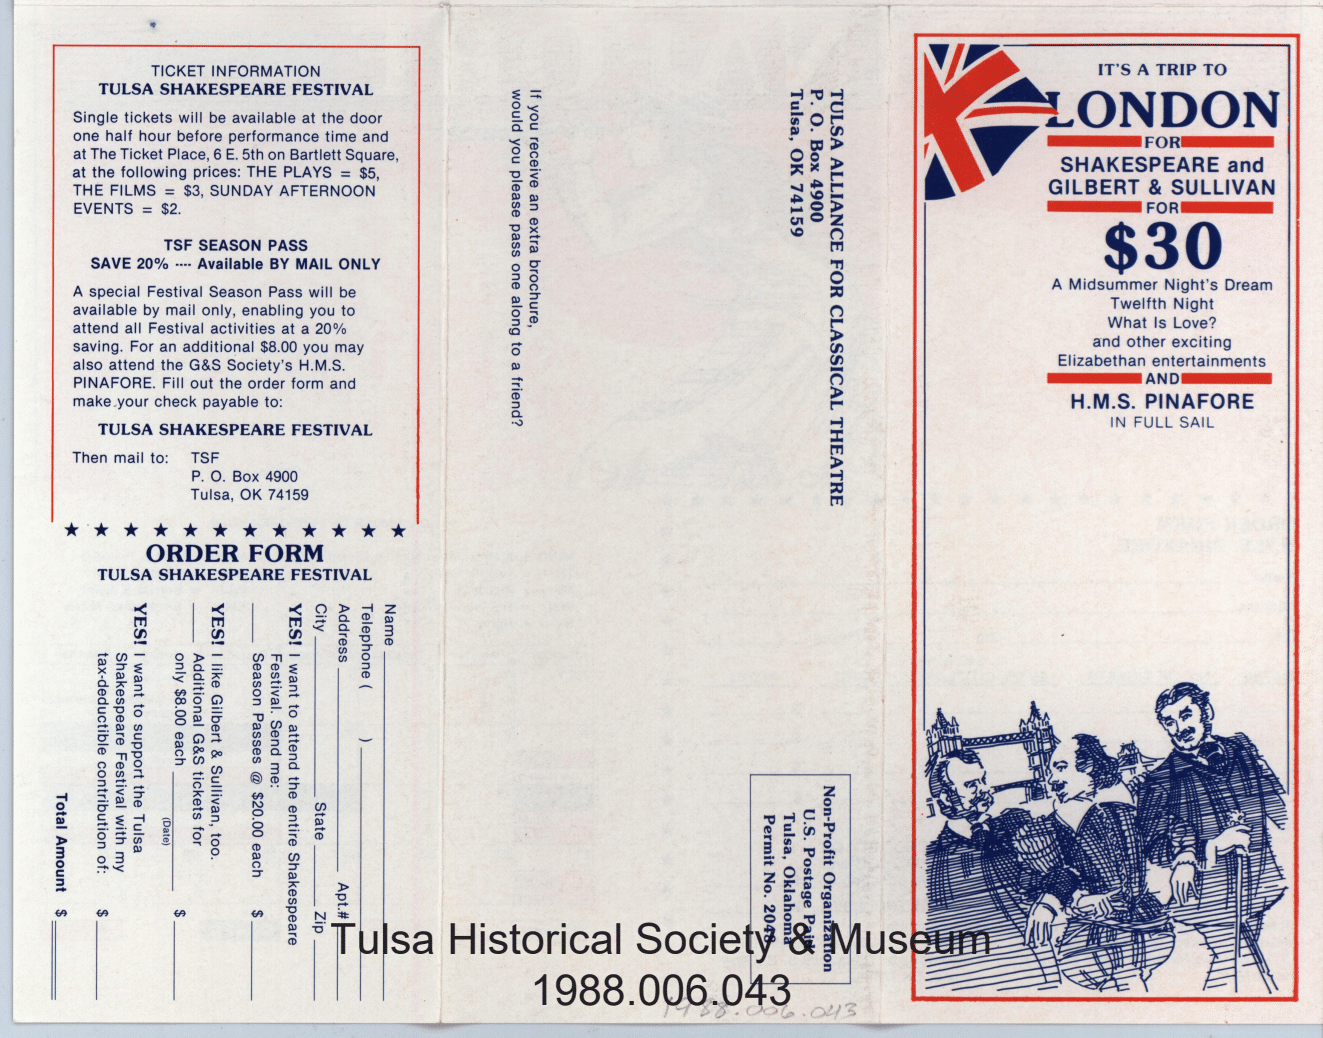 TICKET INFORMATION
TULSA SHAKESPEARE FESTIVAL
Single tickets will be available at the door
one half hour before performance time and
at The Ticket Place, 6 E. 5th on Bartlett Square,
at the following prices: THE PLAYS = $5,
THE FILMS = $3, SUNDAY AFTERNOON
EVENTS = $2.
TSF SEASON PASS
SAVE 20% ---- Available BY MAIL ONLY
A special Festival Season Pass will be
available by mail only, enabling you to
attend all Festival activities at a 20%
saving. For an additional $8.00 you may
also attend the G&S Society's H.M.S.
PINAFORE. Fill out the order form and
make your check payable to:
TULSA SHAKESPEARE FESTIVAL
Then mail to: TSF
P. O. Box 4900
Tulsa, OK 74159
★ ★ ★ ★ ★ ★ ★ ★ ★ ★ ★ ★
ORDER FORM
TULSA SHAKESPEARE FESTIVAL
Name
Telephone ( )
Address Apt.#
City State Zip
YES! I want to attend the entire Shakespeare
Festival. Send me:
Season Passes @ $20.00 each $
YES! I like Gilbert & Sullivan, too.
Additional G&S tickets for
only $8.00 each $
(Date)
YES! I want to support the Tulsa
Shakespeare Festival with my
tax-deductible contribution of: $
Total Amount $
If you receive an extra brochure,
would you please pass one along to a friend?
TULSA ALLIANCE FOR CLASSICAL THEATRE
P. O. Box 4900
Tulsa, OK 74159
Non-Profit Organization
U.S. Postage Paid
Tulsa, Oklahoma
Permit No. 2048
IT'S A TRIP TO
LONDON
FOR
SHAKESPEARE and
GILBERT & SULLIVAN
FOR
$30
A Midsummer Night's Dream
Twelfth Night
What Is Love?
and other exciting
Elizabethan entertainments
AND
H.M.S. PINAFORE
IN FULL SAIL
Tulsa Historical Society & Museum
1988.006.043
1988.006.043